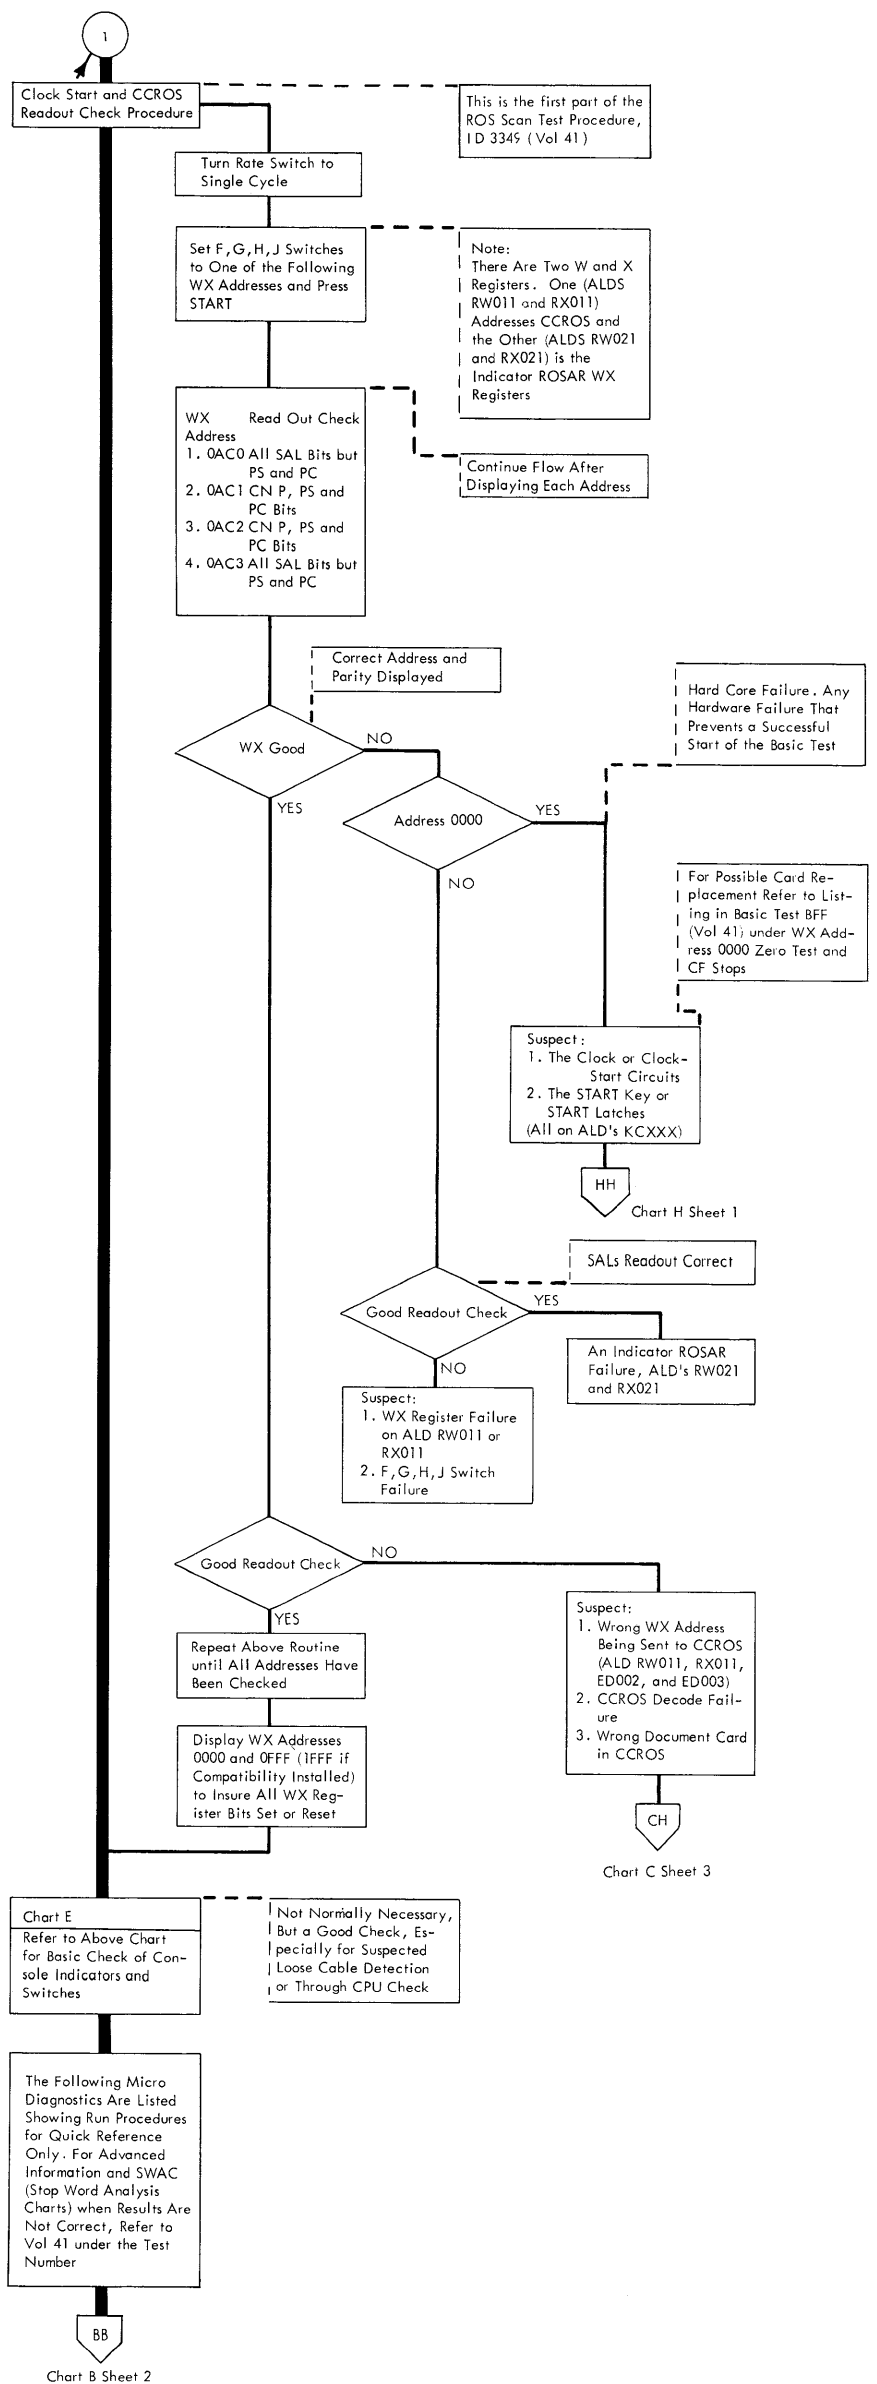 1
Clock Start and CCROS
Readout Check Procedure
This is the first part of the
ROS Scan Test Procedure,
ID 3349 (Vol 41)
Turn Rate Switch to
Single Cycle
Set F,G,H,J Switches
to One of the Following
WX Addresses and Press
START
Note:
There Are Two W and X
Registers. One (ALDS
RW011 and RX011)
Addresses CCROS and
the Other (ALDS RW021
and RX021) is the
Indicator ROSAR WX
Registers
WX Read Out Check
Address
1. 0AC0 All SAL Bits but
PS and PC
2. 0AC1 CN P, PS and
PC Bits
3. 0AC2 CN P, PS and
PC Bits
4. 0AC3 All SAL Bits but
PS and PC
Continue Flow After
Displaying Each Address
Correct Address and
Parity Displayed
WX Good
NO
YES
Hard Core Failure. Any
Hardware Failure That
Prevents a Successful
Start of the Basic Test
Address 0000
YES
NO
For Possible Card Re-
placement Refer to List-
ing in Basic Test BFF
(Vol 41) under WX Add-
ress 0000 Zero Test and
CF Stops
Suspect:
1. The Clock or Clock-
Start Circuits
2. The START Key or
START Latches
(All on ALD's KCXXX)
HH
Chart H Sheet 1
SALs Readout Correct
Good Readout Check
YES
NO
An Indicator ROSAR
Failure, ALD's RW021
and RX021
Suspect:
1. WX Register Failure
on ALD RW011 or
RX011
2. F,G,H,J Switch
Failure
Good Readout Check
NO
YES
Suspect:
1. Wrong WX Address
Being Sent to CCROS
(ALD RW011, RX011,
ED002, and ED003)
2. CCROS Decode Fail-
ure
3. Wrong Document Card
in CCROS
CH
Chart C Sheet 3
Repeat Above Routine
until All Addresses Have
Been Checked
Display WX Addresses
0000 and 0FFF (1FFF if
Compatibility Installed)
to Insure All WX Reg-
ister Bits Set or Reset
Chart E
Refer to Above Chart
for Basic Check of Con-
sole Indicators and
Switches
Not Normally Necessary,
But a Good Check, Es-
pecially for Suspected
Loose Cable Detection
or Through CPU Check
The Following Micro
Diagnostics Are Listed
Showing Run Procedures
for Quick Reference
Only. For Advanced
Information and SWAC
(Stop Word Analysis
Charts) when Results Are
Not Correct, Refer to
Vol 41 under the Test
Number
BB
Chart B Sheet 2